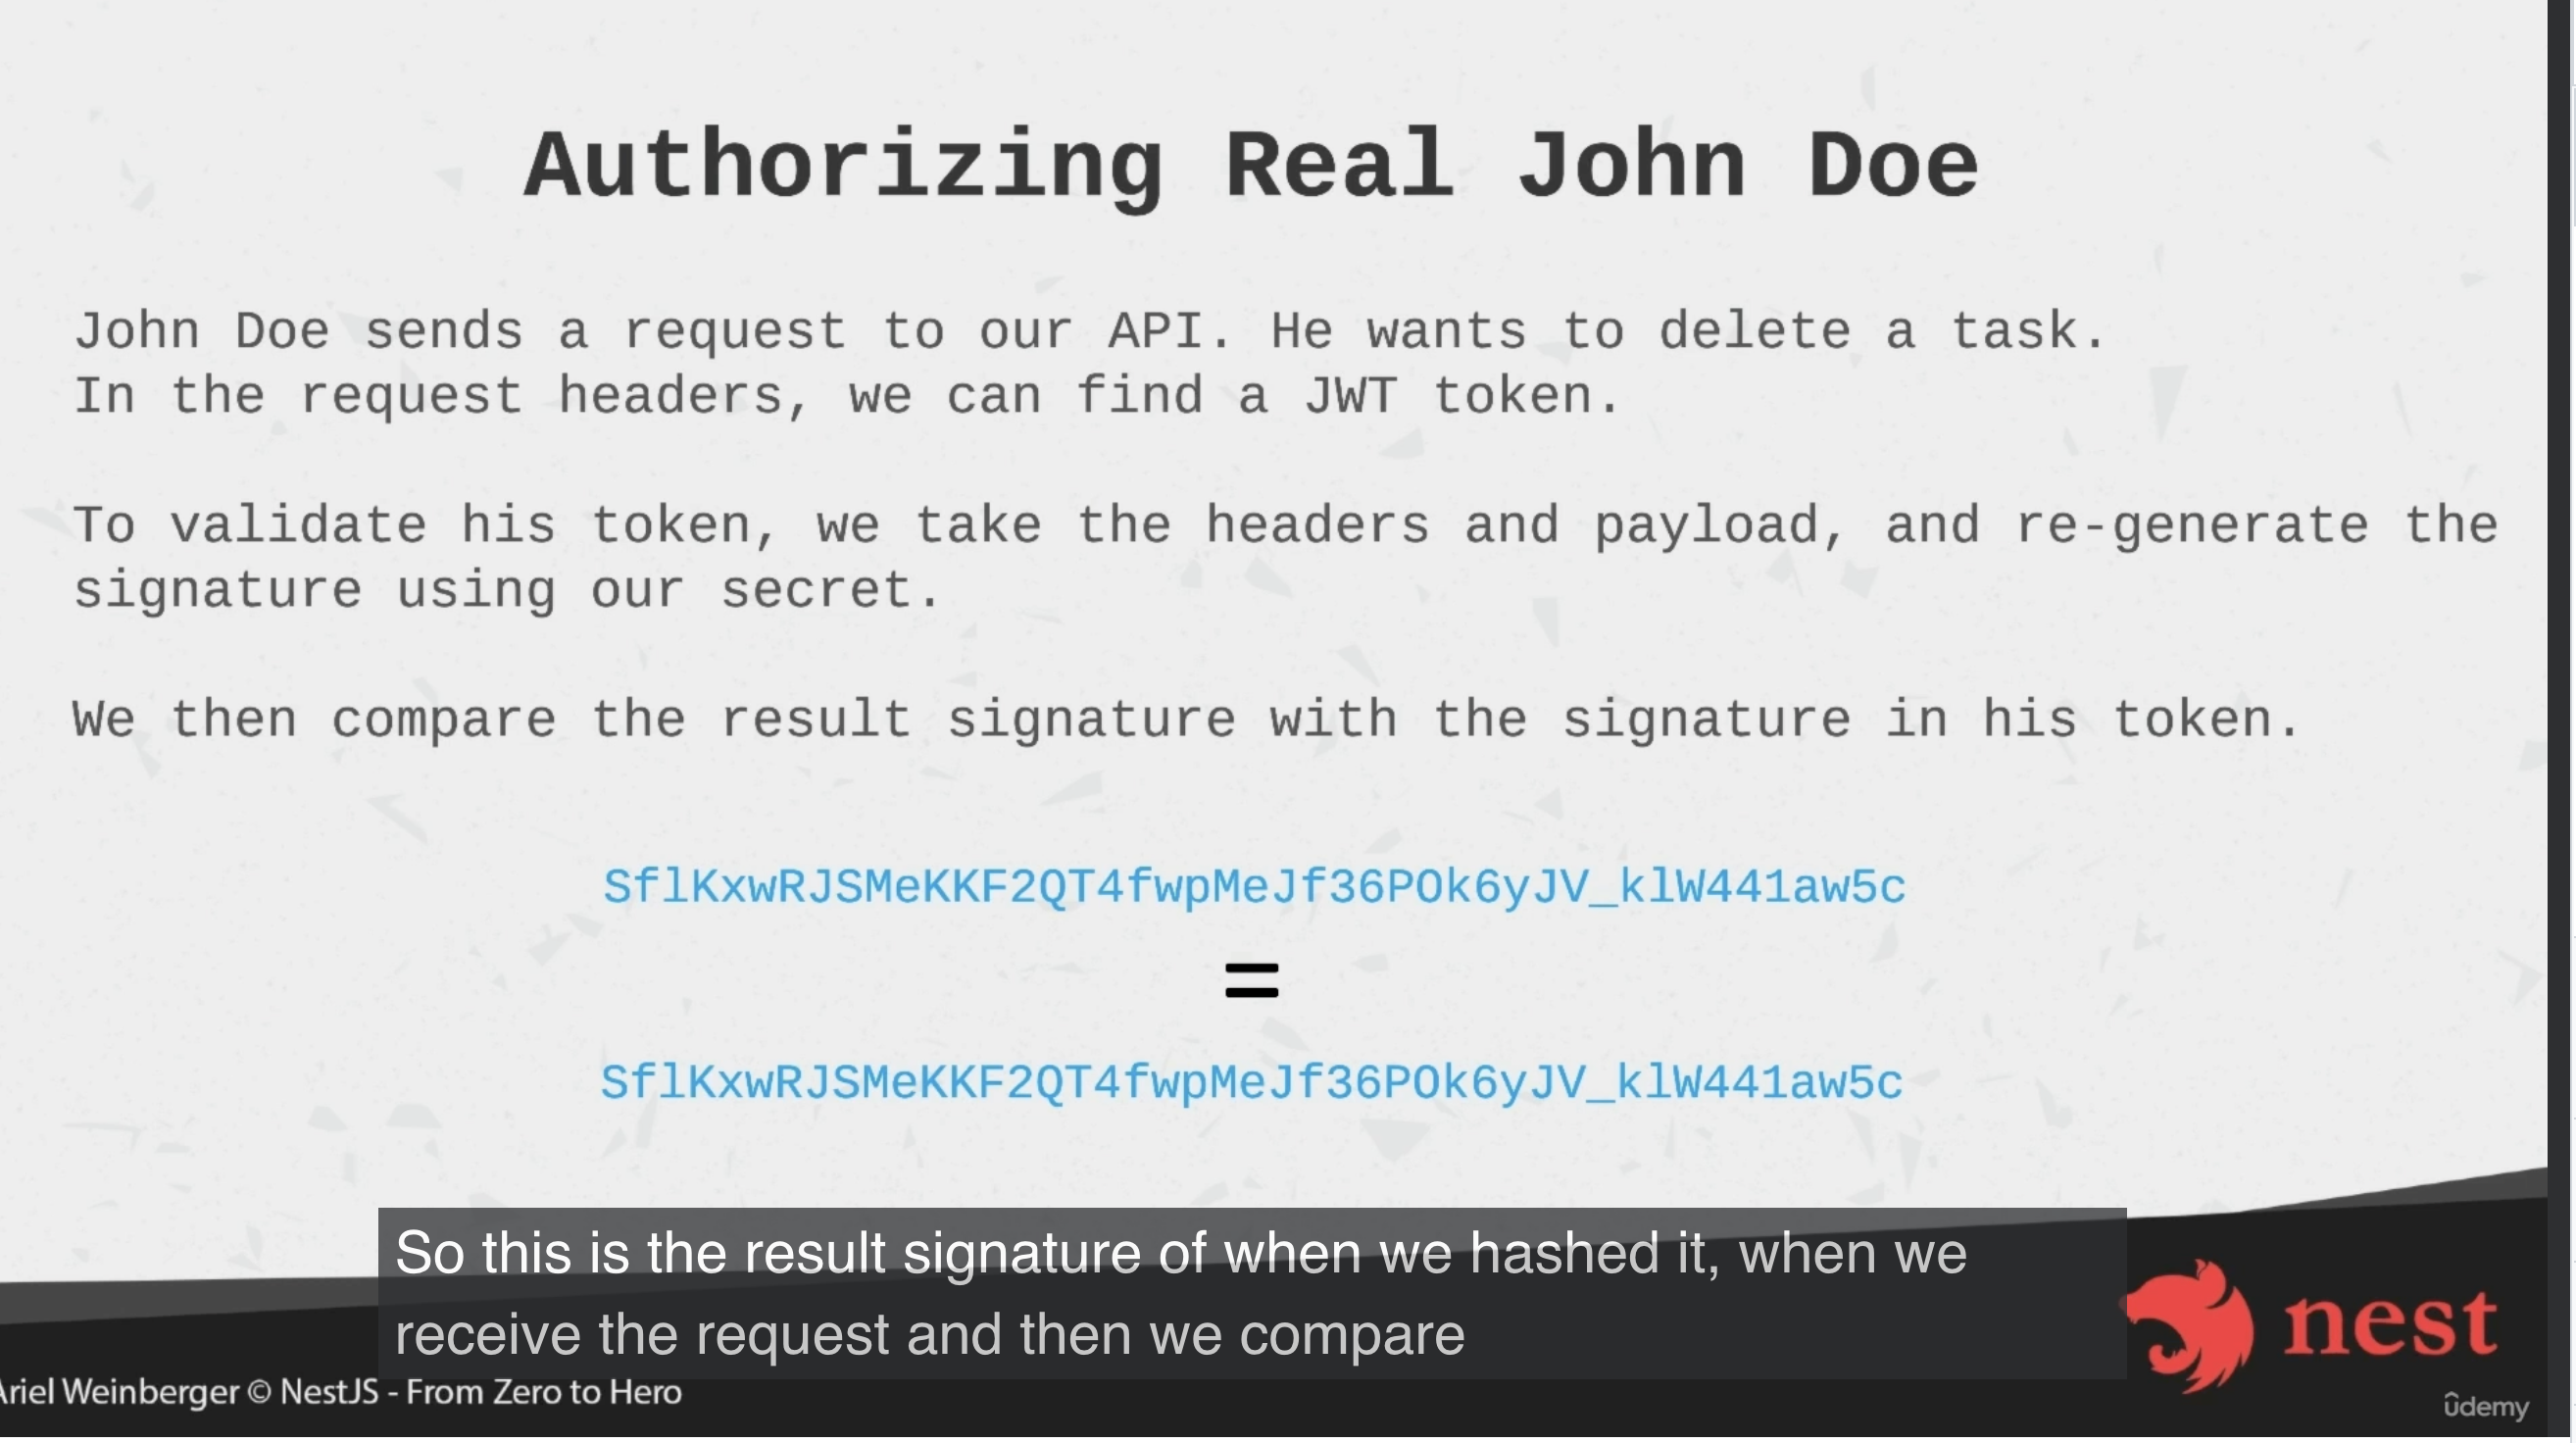 Authorizing Real John Doe
John Doe sends a request to our API. He wants to delete a task.
In the request headers, we can find a JWT token.
To validate his token, we take the headers and payload, and re-generate the
signature using our secret.
We then compare the result signature with the signature in his token.
SflKxwRJSMeKKF2QT4fwpMeJf36POk6yJV_klW441aw5c
=
SflKxwRJSMeKKF2QT4fwpMeJf36POk6yJV_klW441aw5c
So this is the result signature of when we hashed it, when we
receive the request and then we compare
Ariel Weinberger © NestJS - From Zero to Hero
nest
ûdemy